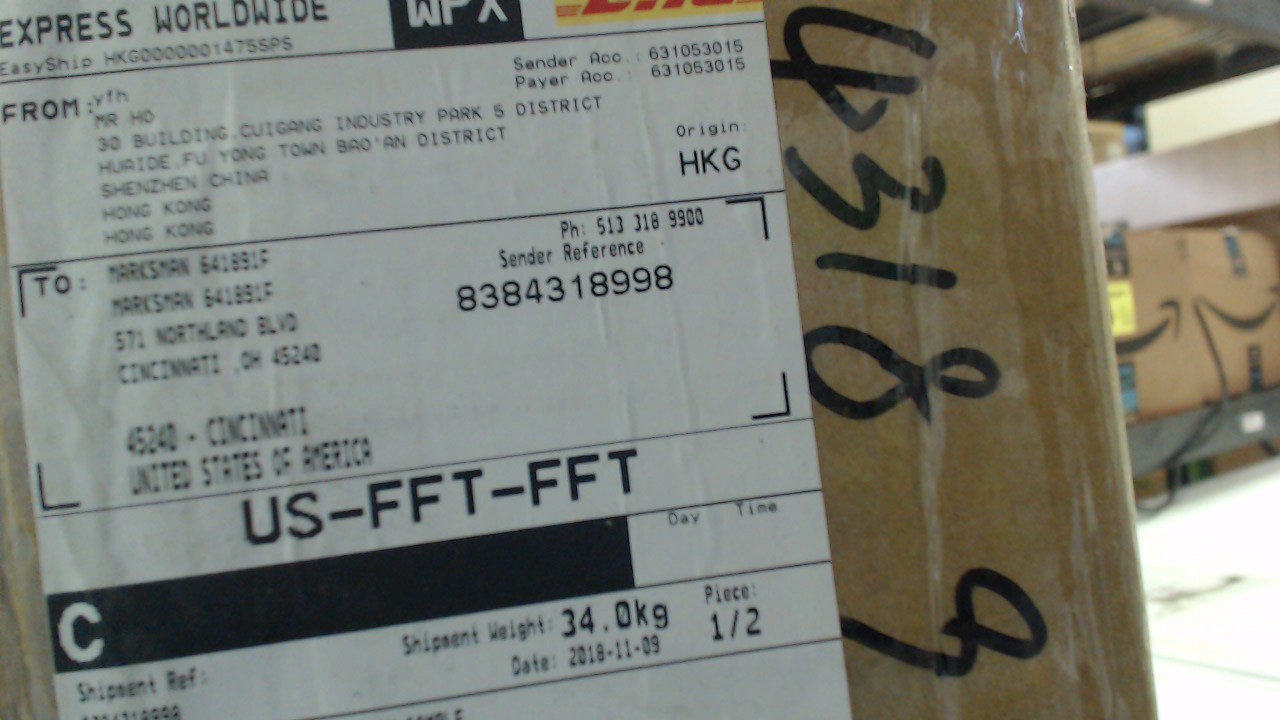 EXPRESS WORLDWIDE
WPX
DHL
EasyShip HKG0000001475SPS
Sender Acc.: 631053015
Payer Acc.: 631053015
FROM: yfh
MR HO
30 BUILDING,CUIGANG INDUSTRY PARK 5 DISTRICT
HUAIDE,FU YONG TOWN BAO'AN DISTRICT
SHENZHEN CHINA
HONG KONG
HONG KONG
Origin:
HKG
TO: MARKSMAN 641891F
MARKSMAN 641891F
571 NORTHLAND BLVD
CINCINNATI ,OH 45240
45240 - CINCINNATI
UNITED STATES OF AMERICA
Ph: 513 318 9900
Sender Reference
8384318998
US-FFT-FFT
Day Time
C
Shipment Weight: 34.0kg
Piece:
1/2
Date: 2018-11-09
Shipment Ref:
8384318998
4318